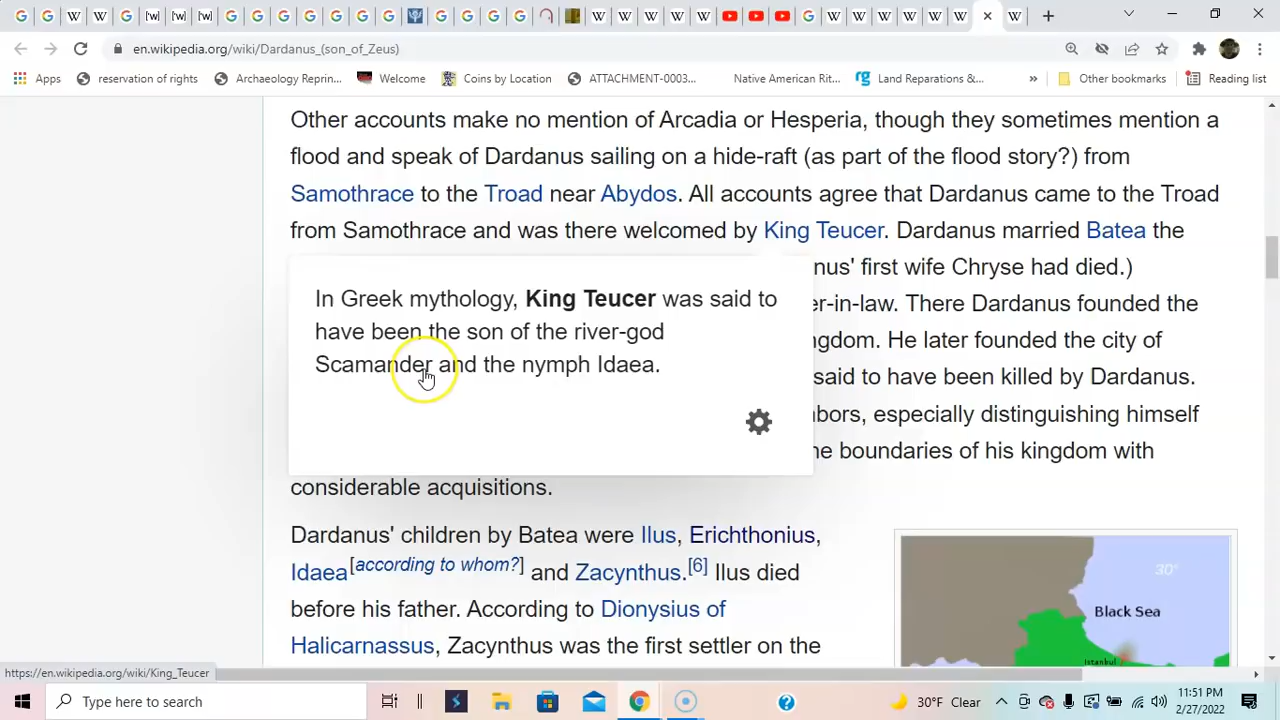 en.wikipedia.org/wiki/Dardanus_(son_of_Zeus)
Apps reservation of rights Archaeology Reprin... Welcome Coins by Location ATTACHMENT-0003... Native American Rit... Land Reparations &... » Other bookmarks Reading list
Other accounts make no mention of Arcadia or Hesperia, though they sometimes mention a
flood and speak of Dardanus sailing on a hide-raft (as part of the flood story?) from
Samothrace to the Troad near Abydos. All accounts agree that Dardanus came to the Troad
from Samothrace and was there welcomed by King Teucer. Dardanus married Batea the
nus' first wife Chryse had died.)
In Greek mythology, King Teucer was said to
have been the son of the river-god
Scamander and the nymph Idaea.
er-in-law. There Dardanus founded the
ngdom. He later founded the city of
said to have been killed by Dardanus.
nbors, especially distinguishing himself
he boundaries of his kingdom with
considerable acquisitions.
Dardanus' children by Batea were Ilus, Erichthonius,
Idaea[according to whom?] and Zacynthus.[6] Ilus died
before his father. According to Dionysius of
Halicarnassus, Zacynthus was the first settler on the
30°
Black Sea
Istanbul
https://en.wikipedia.org/wiki/King_Teucer
Type here to search
30°F Clear
11:51 PM
2/27/2022